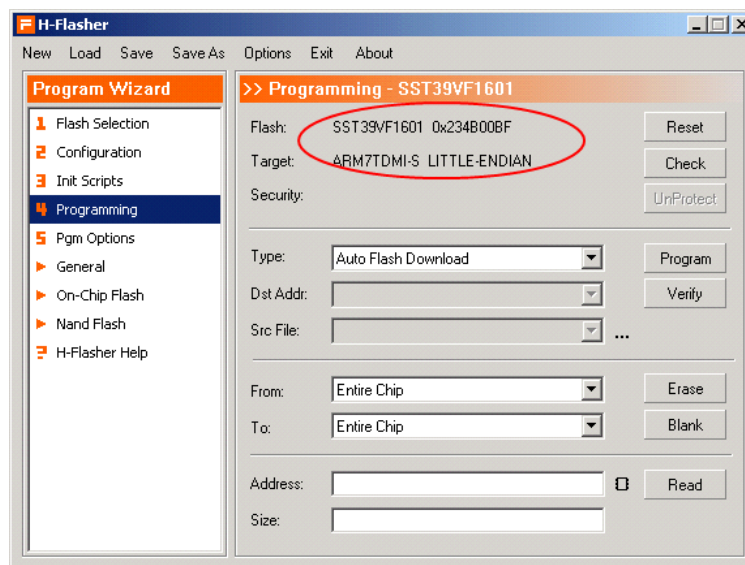 H-Flasher
New Load Save Save As Options Exit About
Program Wizard
1 Flash Selection
2 Configuration
3 Init Scripts
4 Programming
5 Pgm Options
General
On-Chip Flash
Nand Flash
? H-Flasher Help
>> Programming - SST39VF1601
Flash: SST39VF1601 0x234B00BF Reset
Target: ARM7TDMI-S LITTLE-ENDIAN Check
Security: UnProtect
Type: Auto Flash Download Program
Dst Addr: Verify
Src File: ...
From: Entire Chip Erase
To: Entire Chip Blank
Address: Read
Size: